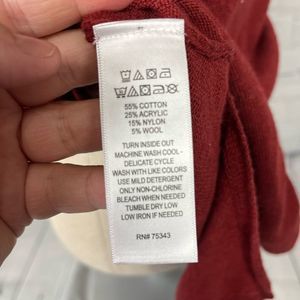 55% COTTON
25% ACRYLIC
15% NYLON
5% WOOL
TURN INSIDE OUT
MACHINE WASH COOL -
DELICATE CYCLE
WASH WITH LIKE COLORS
USE MILD DETERGENT
ONLY NON-CHLORINE
BLEACH WHEN NEEDED
TUMBLE DRY LOW
LOW IRON IF NEEDED
RN# 75343